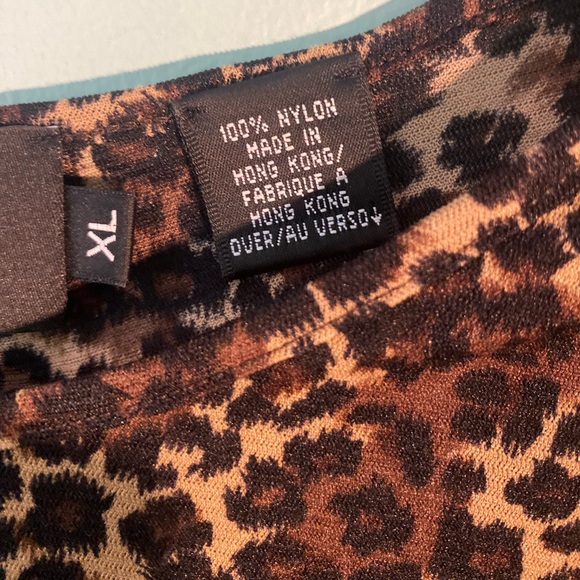 XL
100% NYLON
MADE IN
HONG KONG/
FABRIQUE A
HONG KONG
OVER/AU VERSO↓